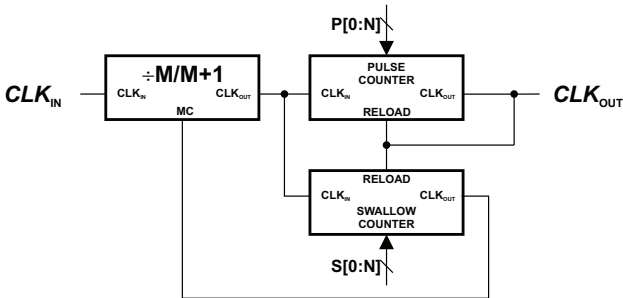 P[0:N]
÷M/M+1
CLKIN
CLKIN CLKOUT
MC
PULSE
COUNTER
CLKIN CLKOUT
RELOAD
CLKOUT
RELOAD
CLKIN CLKOUT
SWALLOW
COUNTER
S[0:N]